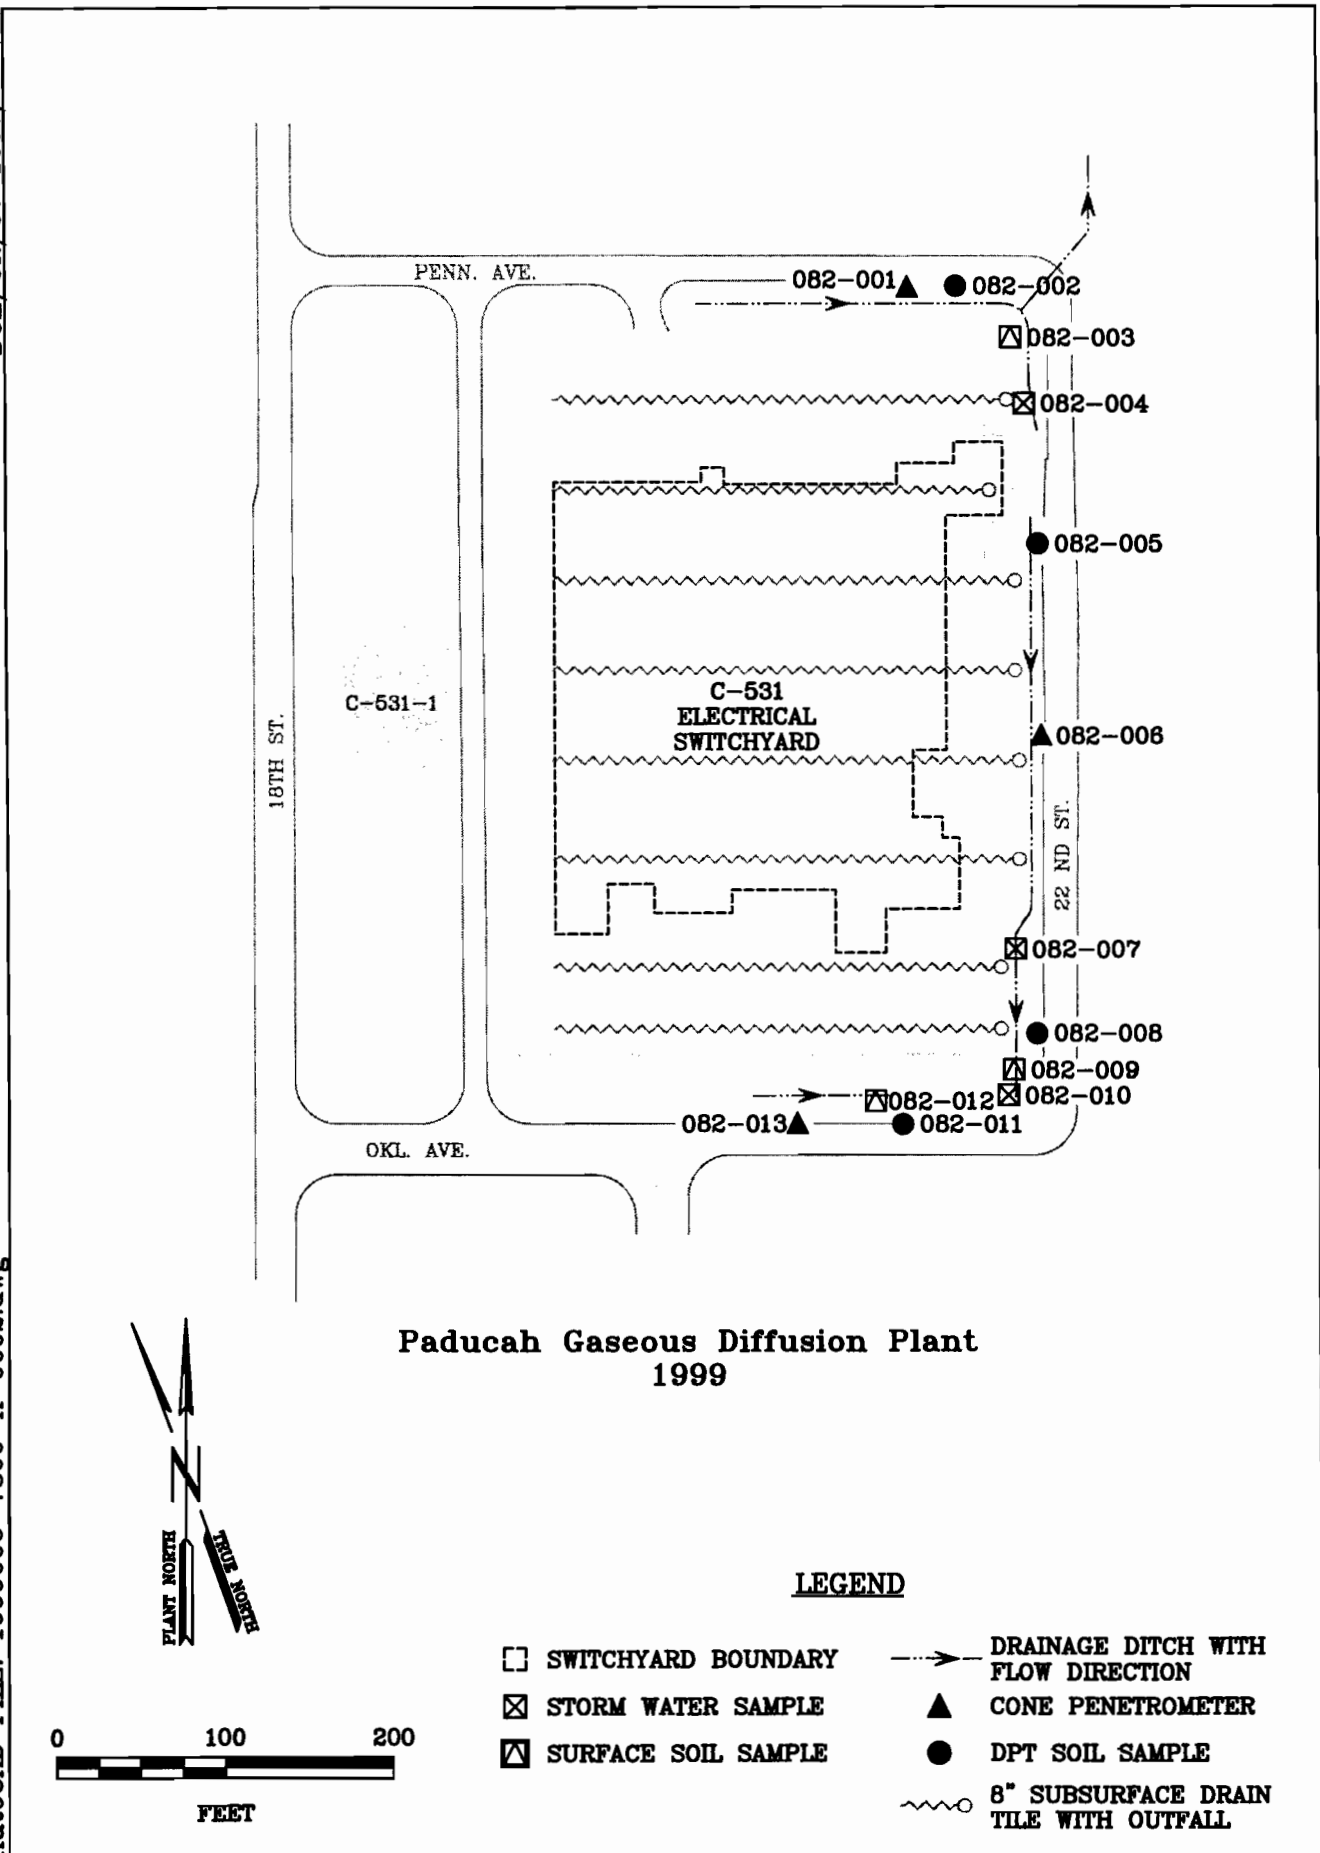 PENN. AVE.
082-001
082-002
082-003
082-004
082-005
C-531
ELECTRICAL
SWITCHYARD
C-531-1
082-006
18TH ST.
22 ND ST.
082-007
082-008
082-009
082-012
082-010
082-013
082-011
OKL. AVE.
Paducah Gaseous Diffusion Plant
1999
N
PLANT NORTH
TRUE NORTH
LEGEND
SWITCHYARD BOUNDARY
STORM WATER SAMPLE
SURFACE SOIL SAMPLE
DRAINAGE DITCH WITH
FLOW DIRECTION
CONE PENETROMETER
DPT SOIL SAMPLE
8" SUBSURFACE DRAIN
TILE WITH OUTFALL
0 100 200
FEET